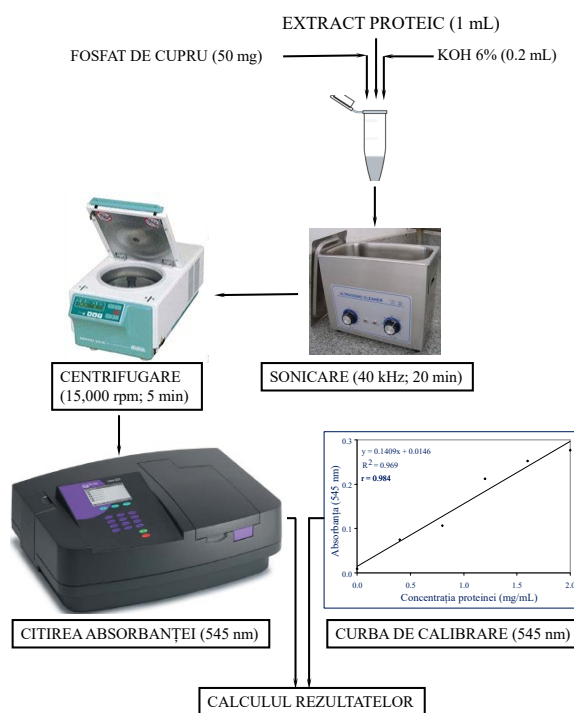 EXTRACT PROTEIC (1 mL)
FOSFAT DE CUPRU (50 mg)
KOH 6% (0.2 mL)
ULTRASONIC CLEANER
CENTRIFUGARE
(15,000 rpm; 5 min)
SONICARE (40 kHz; 20 min)
y = 0.1409x + 0.0146
R2 = 0.969
r = 0.984
Absorbanța (545 nm)
0.3
0.2
0.1
0.0
0.0
0.5
1.0
1.5
2.0
Concentrația proteinei (mg/mL)
CITIREA ABSORBANȚEI (545 nm)
CURBA DE CALIBRARE (545 nm)
CALCULUL REZULTATELOR